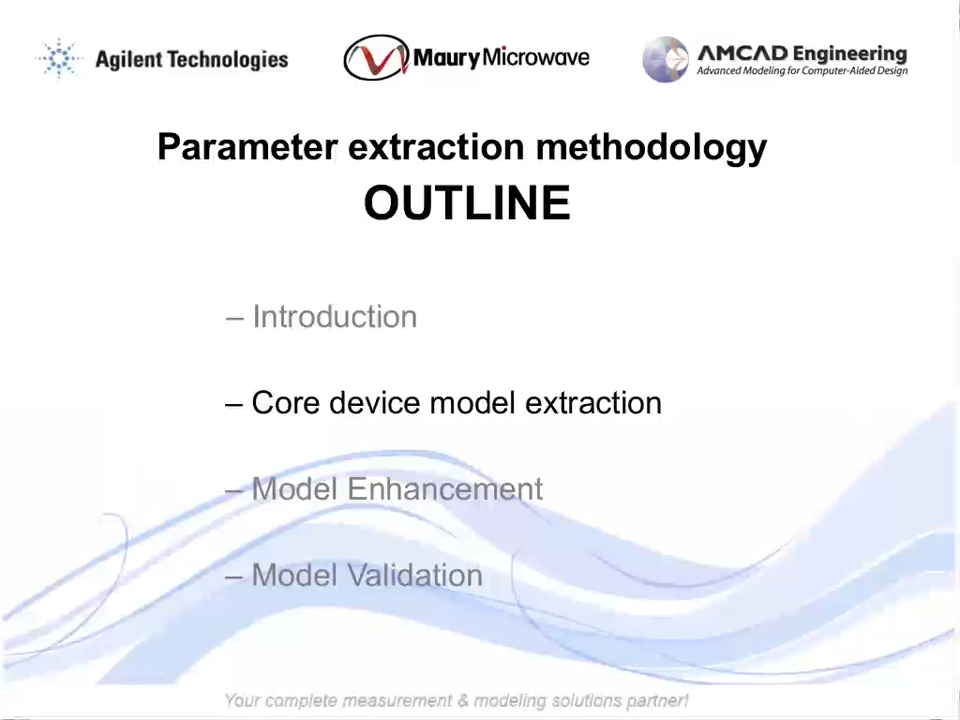 Agilent Technologies
Maury Microwave
AMCAD Engineering
Advanced Modeling for Computer-Aided Design
Parameter extraction methodology
OUTLINE
– Introduction
– Core device model extraction
– Model Enhancement
– Model Validation
Your complete measurement & modeling solutions partner!